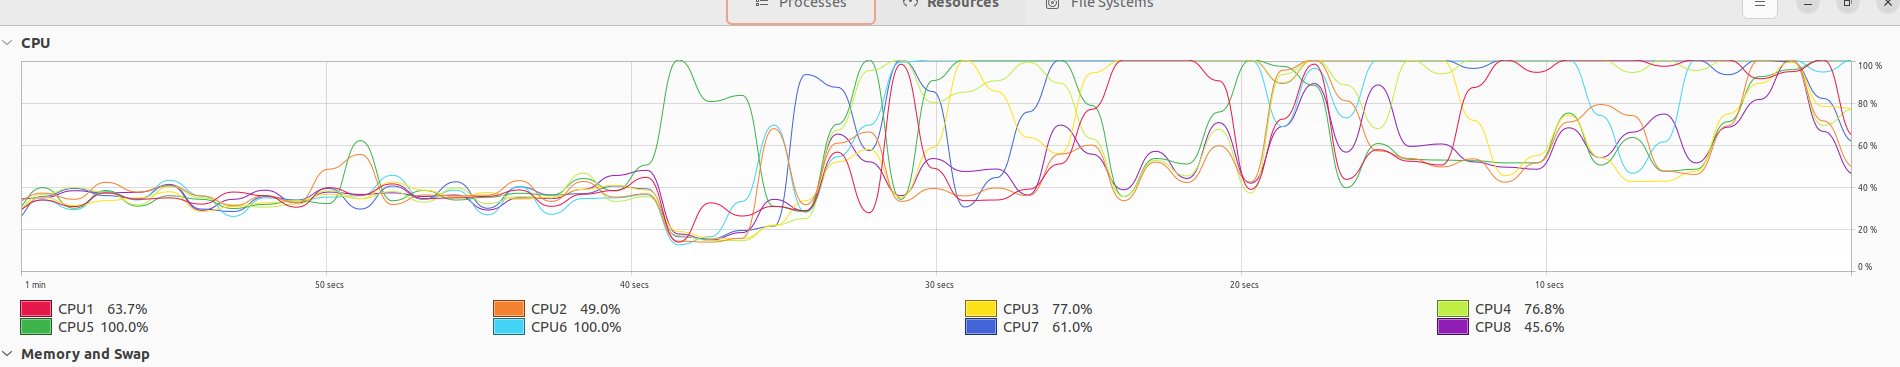 Processes Resources File Systems
CPU
100 %
80 %
60 %
40 %
20 %
0 %
1 min 50 secs 40 secs 30 secs 20 secs 10 secs
CPU1 63.7% CPU2 49.0% CPU3 77.0% CPU4 76.8%
CPU5 100.0% CPU6 100.0% CPU7 61.0% CPU8 45.6%
Memory and Swap